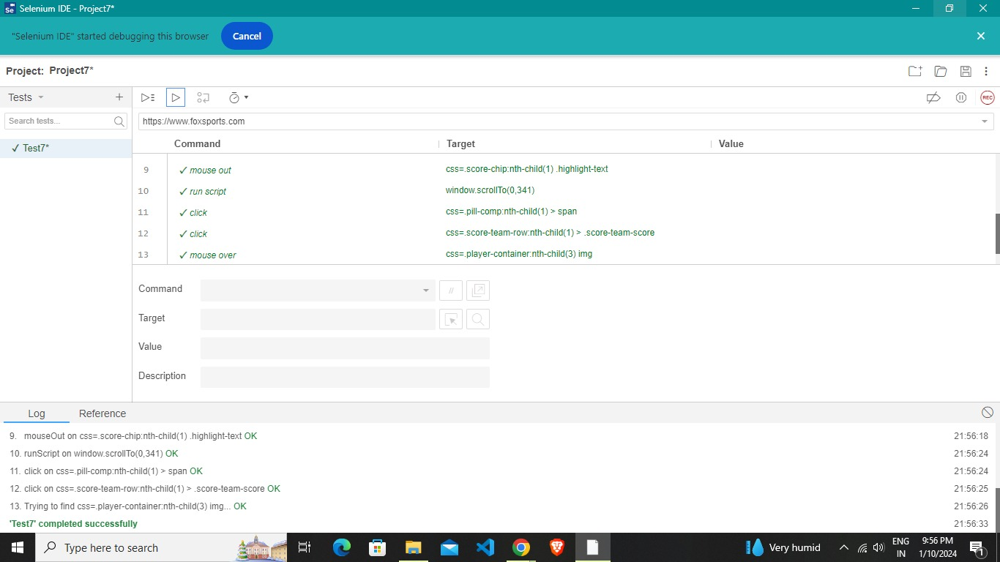 Se Selenium IDE - Project7*
"Selenium IDE" started debugging this browser Cancel
Project: Project7*
Tests
REC
Search tests...
https://www.foxsports.com
✓ Test7*
Command Target Value
9 ✓ mouse out css=.score-chip:nth-child(1) .highlight-text
10 ✓ run script window.scrollTo(0,341)
11 ✓ click css=.pill-comp:nth-child(1) > span
12 ✓ click css=.score-team-row:nth-child(1) > .score-team-score
13 ✓ mouse over css=.player-container:nth-child(3) img
Command //
Target
Value
Description
Log Reference
9. mouseOut on css=.score-chip:nth-child(1) .highlight-text OK 21:56:18
10. runScript on window.scrollTo(0,341) OK 21:56:24
11. click on css=.pill-comp:nth-child(1) > span OK 21:56:24
12. click on css=.score-team-row:nth-child(1) > .score-team-score OK 21:56:25
13. Trying to find css=.player-container:nth-child(3) img... OK 21:56:26
'Test7' completed successfully 21:56:33
Type here to search
Very humid
ENG
IN
9:56 PM
1/10/2024
1